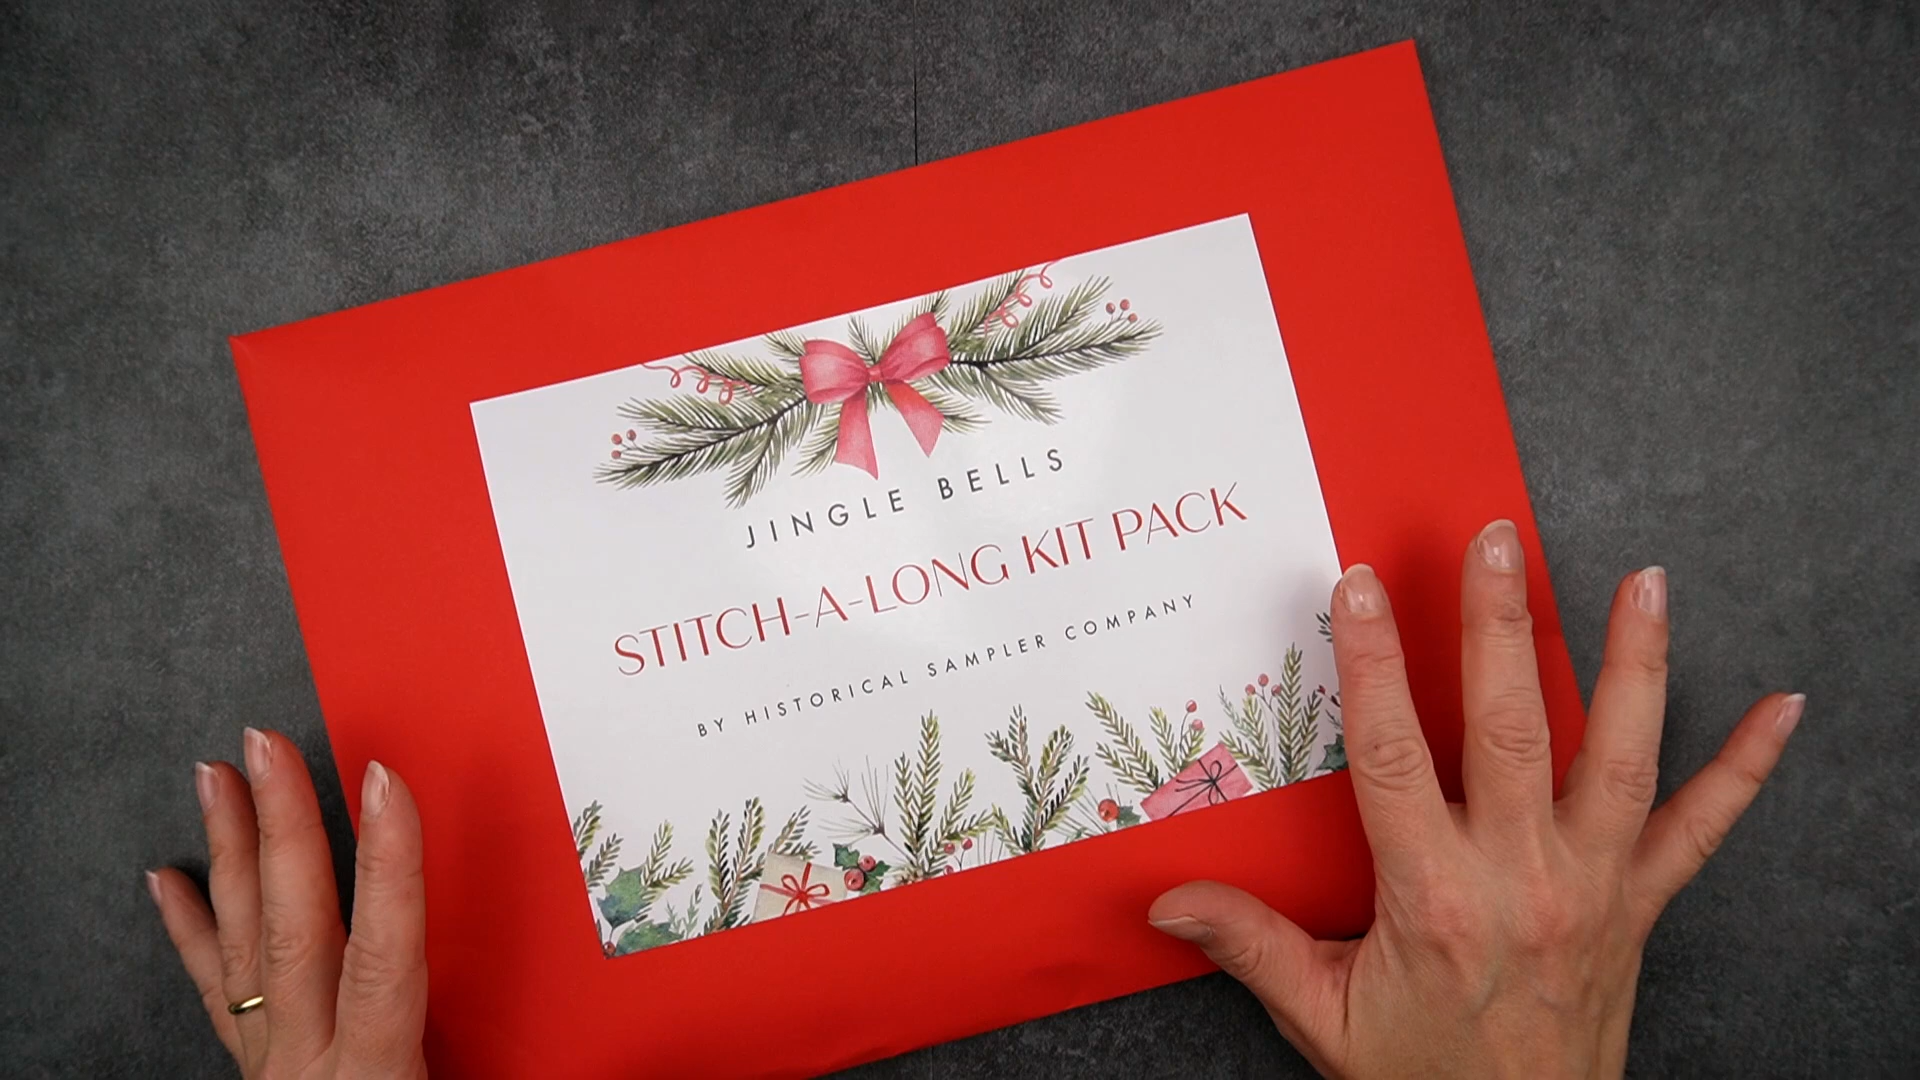 JINGLE BELLS
STITCH-A-LONG KIT PACK
BY HISTORICAL SAMPLER COMPANY